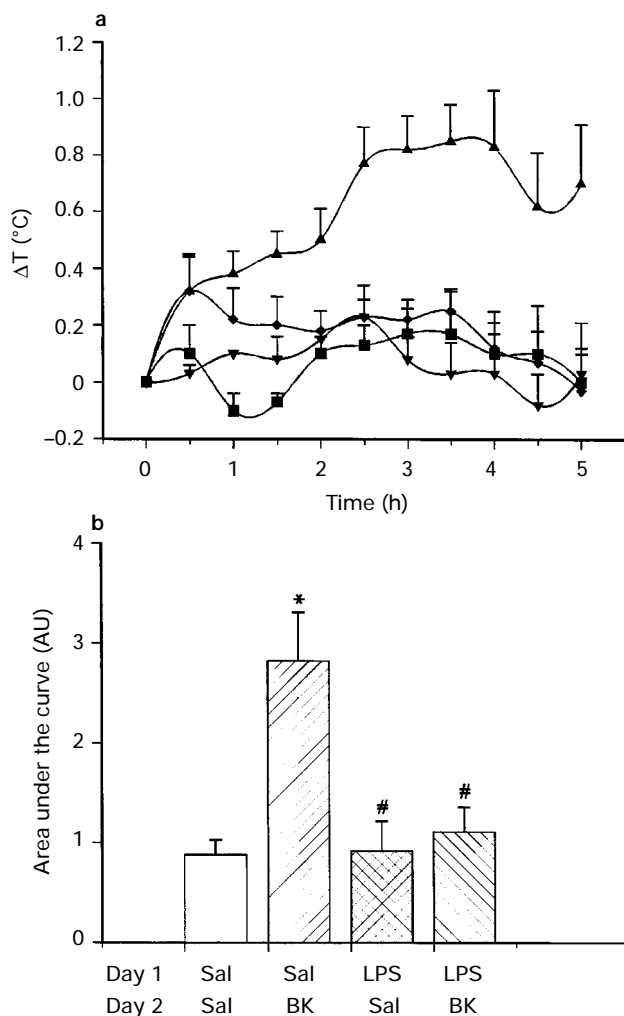 a
1.2
1.0
0.8
0.6
0.4
0.2
0
−0.2
ΔT (°C)
0 1 2 3 4 5
Time (h)
b
4
3
2
1
0
Area under the curve (AU)
*
#
#
Day 1 Sal Sal LPS LPS
Day 2 Sal BK Sal BK